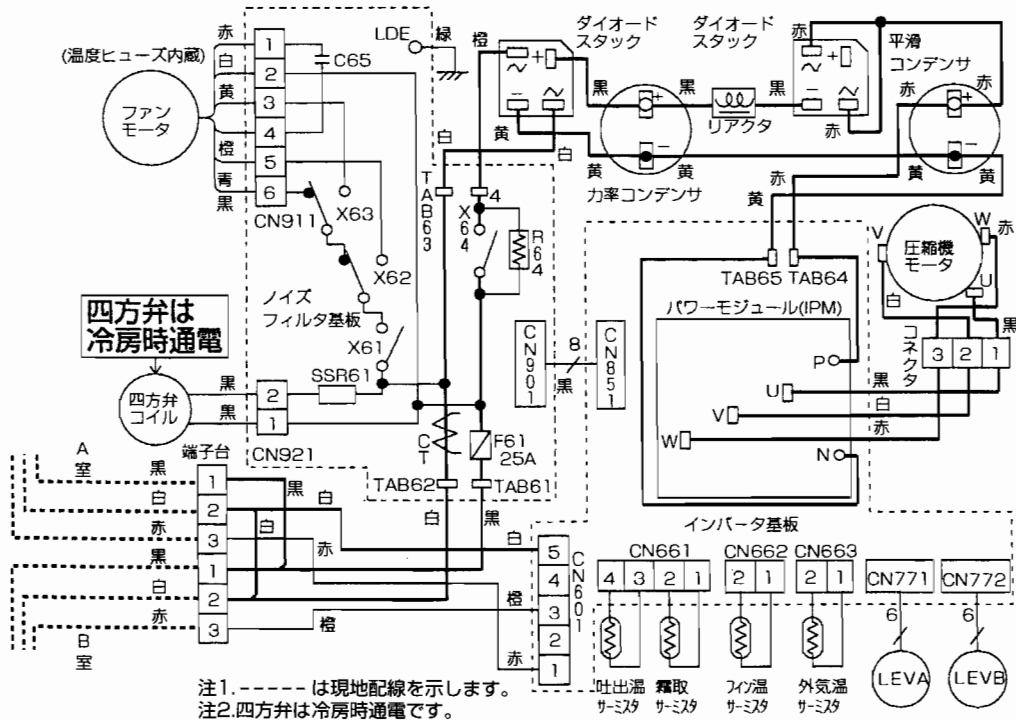 赤
白
黄
黄
橙
青
黒
(温度ヒューズ内蔵)
ファン
モータ
1
2
3
4
5
6
CN911
C65
X63
X62
X61
ノイズ
フィルタ基板
SSR61
LDE
緑
橙
白
TAB63
4
X64
R64
F61
25A
CT
TAB62
TAB61
四方弁は
冷房時通電
四方弁
コイル
黒
黒
2
1
CN921
ダイオード
スタック
+
~
-
~
黒
黄
白
黄
+
-
力率コンデンサ
黒
リアクタ
黒
ダイオード
スタック
赤
~
+
-
~
赤
平滑
コンデンサ
赤
赤
+
-
黄
黄
赤
黄
TAB65
TAB64
CN901
8
黒
CN851
パワーモジュール(IPM)
P
U
V
W
N
圧縮機
モータ
V
W
U
赤
白
黒
コネクタ
3
2
1
黒
白
赤
端子台
A
室
黒
白
赤
黒
白
赤
B
室
1
2
3
1
2
3
黒
白
白
赤
橙
白
黒
白
橙
赤
5
4
3
2
1
CN601
インバータ基板
CN661
4
3
2
1
CN662
2
1
CN663
2
1
CN771
CN772
6
6
LEVA
LEVB
吐出温
サーミスタ
霜取
サーミスタ
フィン温
サーミスタ
外気温
サーミスタ
注1.-----は現地配線を示します。
注2.四方弁は冷房時通電です。